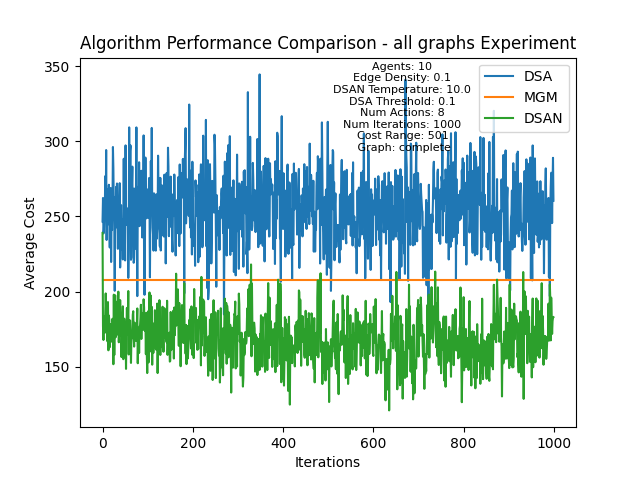 Algorithm Performance Comparison - all graphs Experiment
Agents: 10
Edge Density: 0.1
DSAN Temperature: 10.0
DSA Threshold: 0.1
Num Actions: 8
Num Iterations: 1000
Cost Range: 501
Graph: complete
DSA
MGM
DSAN
350
300
250
200
150
Average Cost
0
200
400
600
800
1000
Iterations